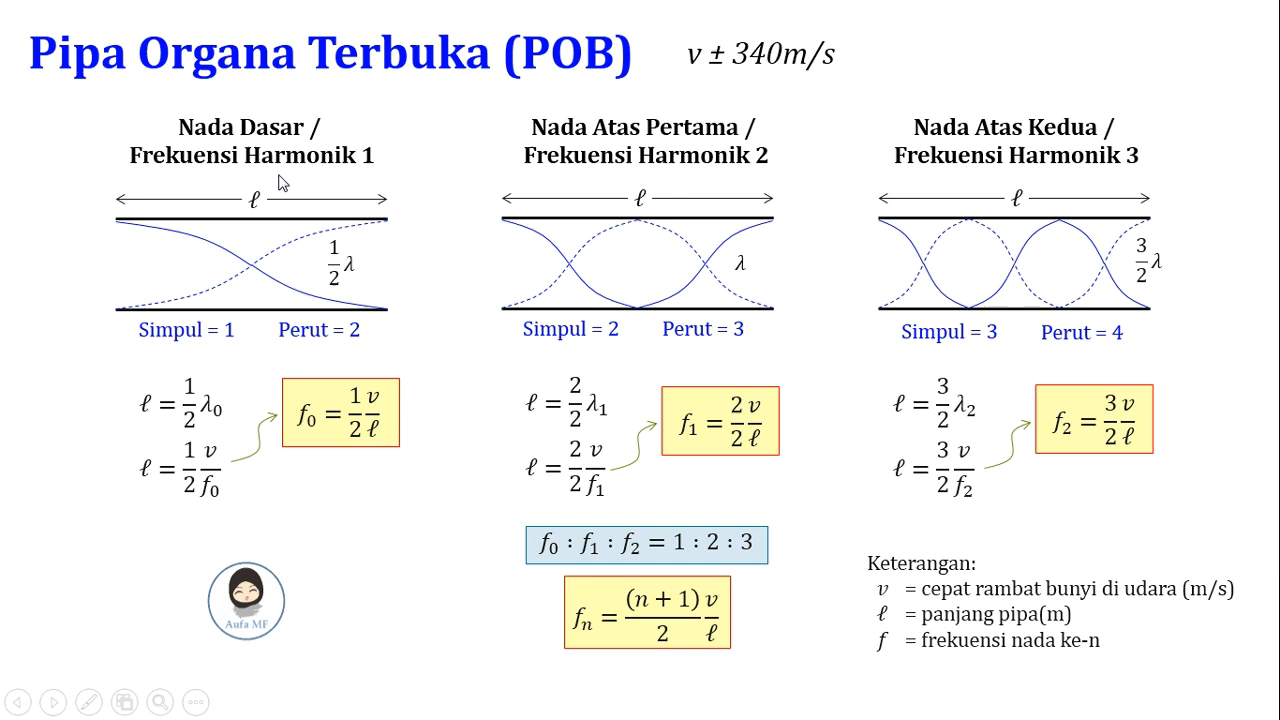 Pipa Organa Terbuka (POB)
v ± 340m/s
Nada Dasar /
Frekuensi Harmonik 1
ℓ
1/2 λ
Simpul = 1 Perut = 2
ℓ = 1/2 λ₀
ℓ = 1/2 v/f₀
f₀ = 1/2 v/ℓ
Nada Atas Pertama /
Frekuensi Harmonik 2
ℓ
λ
Simpul = 2 Perut = 3
ℓ = 2/2 λ₁
ℓ = 2/2 v/f₁
f₁ = 2/2 v/ℓ
Nada Atas Kedua /
Frekuensi Harmonik 3
ℓ
3/2 λ
Simpul = 3 Perut = 4
ℓ = 3/2 λ₂
ℓ = 3/2 v/f₂
f₂ = 3/2 v/ℓ
f₀ : f₁ : f₂ = 1 : 2 : 3
fₙ = (n + 1)/2 v/ℓ
Aufa MF
Keterangan:
v = cepat rambat bunyi di udara (m/s)
ℓ = panjang pipa(m)
f = frekuensi nada ke-n